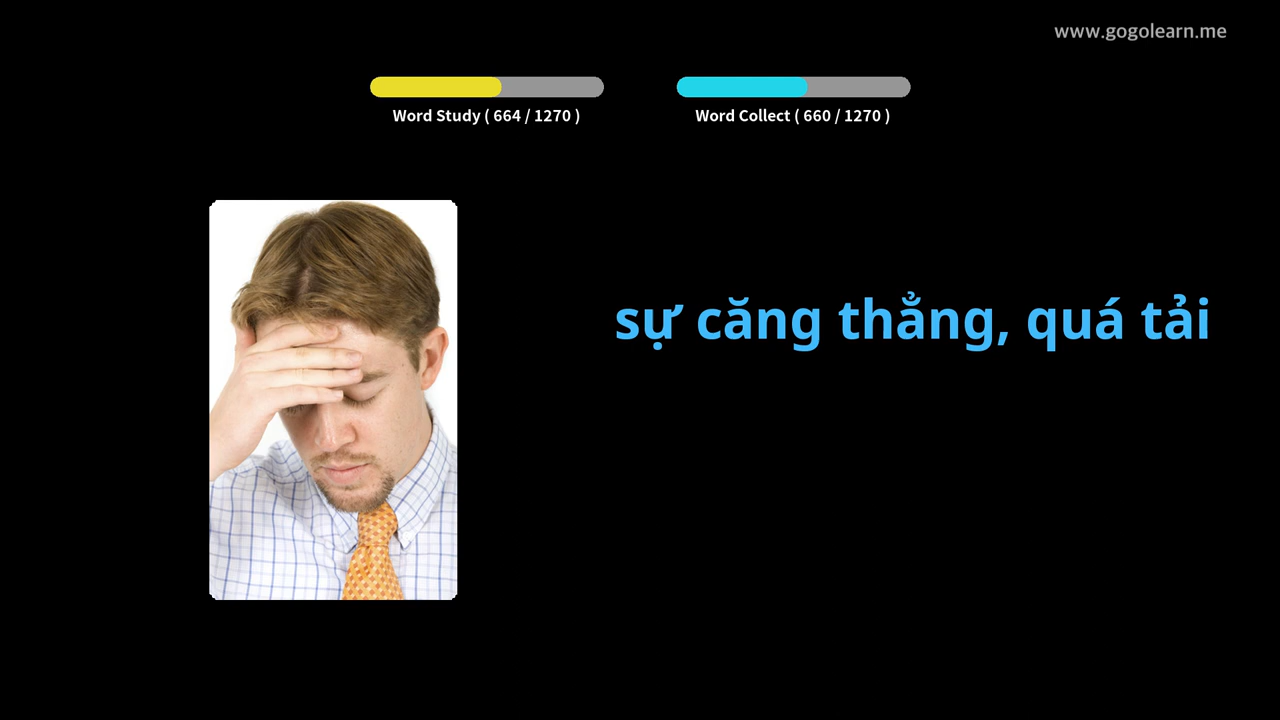 www.gogolearn.me
Word Study ( 664 / 1270 )
Word Collect ( 660 / 1270 )
sự căng thẳng, quá tải